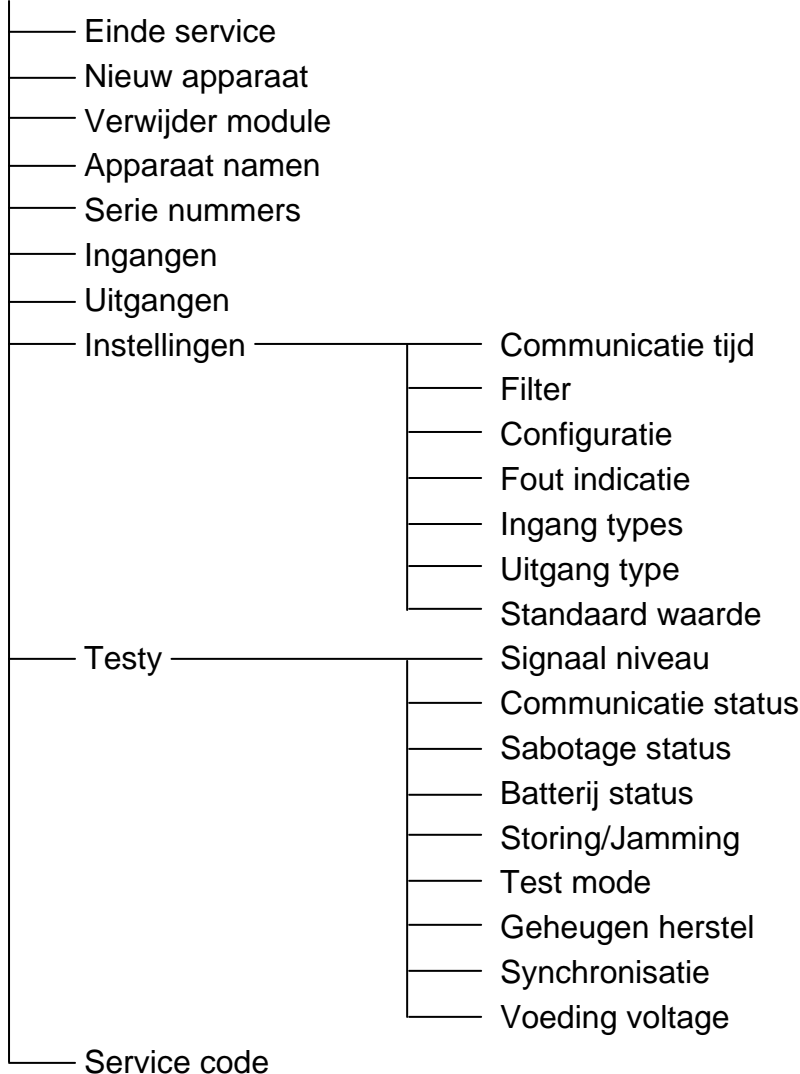 Einde service
Nieuw apparaat
Verwijder module
Apparaat namen
Serie nummers
Ingangen
Uitgangen
Instellingen
Communicatie tijd
Filter
Configuratie
Fout indicatie
Ingang types
Uitgang type
Standaard waarde
Testy
Signaal niveau
Communicatie status
Sabotage status
Batterij status
Storing/Jamming
Test mode
Geheugen herstel
Synchronisatie
Voeding voltage
Service code